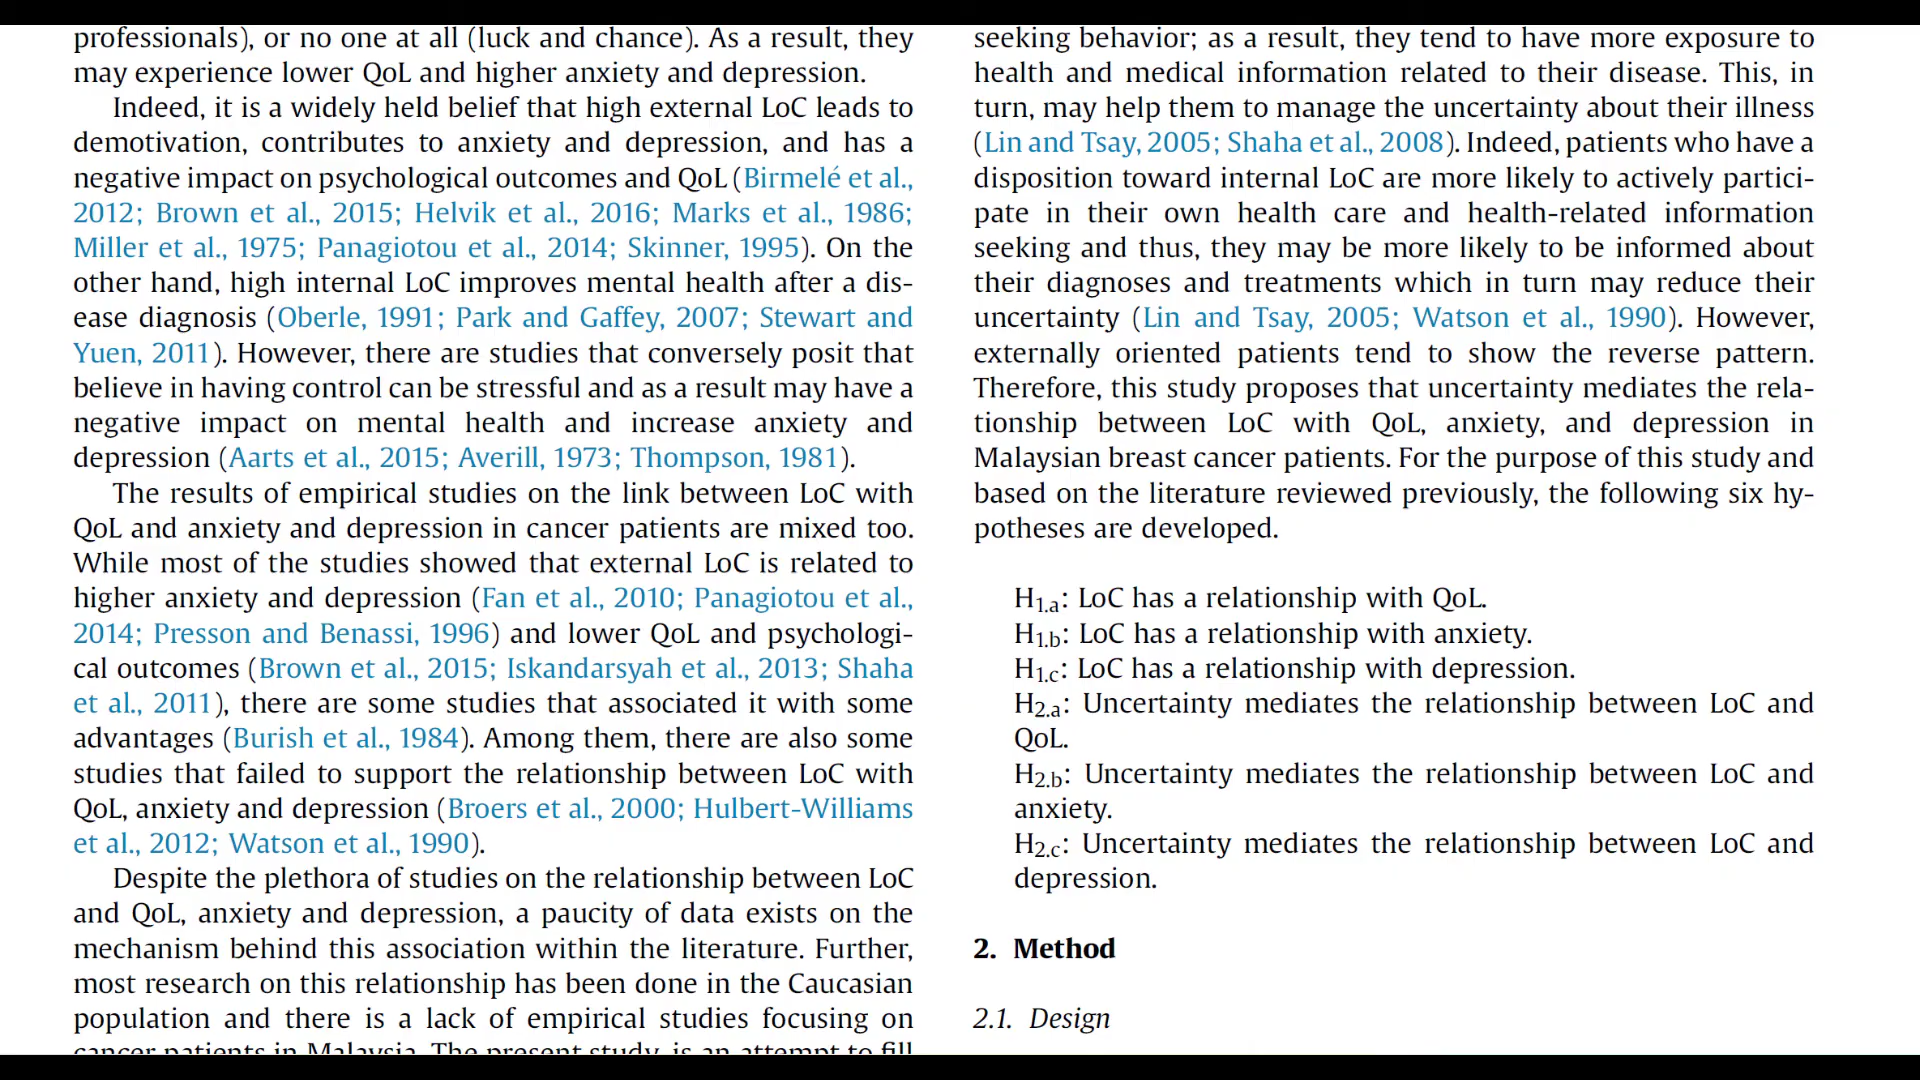 professionals), or no one at all (luck and chance). As a result, they
may experience lower QoL and higher anxiety and depression.
Indeed, it is a widely held belief that high external LoC leads to
demotivation, contributes to anxiety and depression, and has a
negative impact on psychological outcomes and QoL (Birmelé et al.,
2012; Brown et al., 2015; Helvik et al., 2016; Marks et al., 1986;
Miller et al., 1975; Panagiotou et al., 2014; Skinner, 1995). On the
other hand, high internal LoC improves mental health after a dis-
ease diagnosis (Oberle, 1991; Park and Gaffey, 2007; Stewart and
Yuen, 2011). However, there are studies that conversely posit that
believe in having control can be stressful and as a result may have a
negative impact on mental health and increase anxiety and
depression (Aarts et al., 2015; Averill, 1973; Thompson, 1981).
The results of empirical studies on the link between LoC with
QoL and anxiety and depression in cancer patients are mixed too.
While most of the studies showed that external LoC is related to
higher anxiety and depression (Fan et al., 2010; Panagiotou et al.,
2014; Presson and Benassi, 1996) and lower QoL and psychologi-
cal outcomes (Brown et al., 2015; Iskandarsyah et al., 2013; Shaha
et al., 2011), there are some studies that associated it with some
advantages (Burish et al., 1984). Among them, there are also some
studies that failed to support the relationship between LoC with
QoL, anxiety and depression (Broers et al., 2000; Hulbert-Williams
et al., 2012; Watson et al., 1990).
Despite the plethora of studies on the relationship between LoC
and QoL, anxiety and depression, a paucity of data exists on the
mechanism behind this association within the literature. Further,
most research on this relationship has been done in the Caucasian
population and there is a lack of empirical studies focusing on
cancer patients in Malaysia. The present study, is an attempt to fill
seeking behavior; as a result, they tend to have more exposure to
health and medical information related to their disease. This, in
turn, may help them to manage the uncertainty about their illness
(Lin and Tsay, 2005; Shaha et al., 2008). Indeed, patients who have a
disposition toward internal LoC are more likely to actively partici-
pate in their own health care and health-related information
seeking and thus, they may be more likely to be informed about
their diagnoses and treatments which in turn may reduce their
uncertainty (Lin and Tsay, 2005; Watson et al., 1990). However,
externally oriented patients tend to show the reverse pattern.
Therefore, this study proposes that uncertainty mediates the rela-
tionship between LoC with QoL, anxiety, and depression in
Malaysian breast cancer patients. For the purpose of this study and
based on the literature reviewed previously, the following six hy-
potheses are developed.
H1.a: LoC has a relationship with QoL.
H1.b: LoC has a relationship with anxiety.
H1.c: LoC has a relationship with depression.
H2.a: Uncertainty mediates the relationship between LoC and
QoL.
H2.b: Uncertainty mediates the relationship between LoC and
anxiety.
H2.c: Uncertainty mediates the relationship between LoC and
depression.
2. Method
2.1. Design